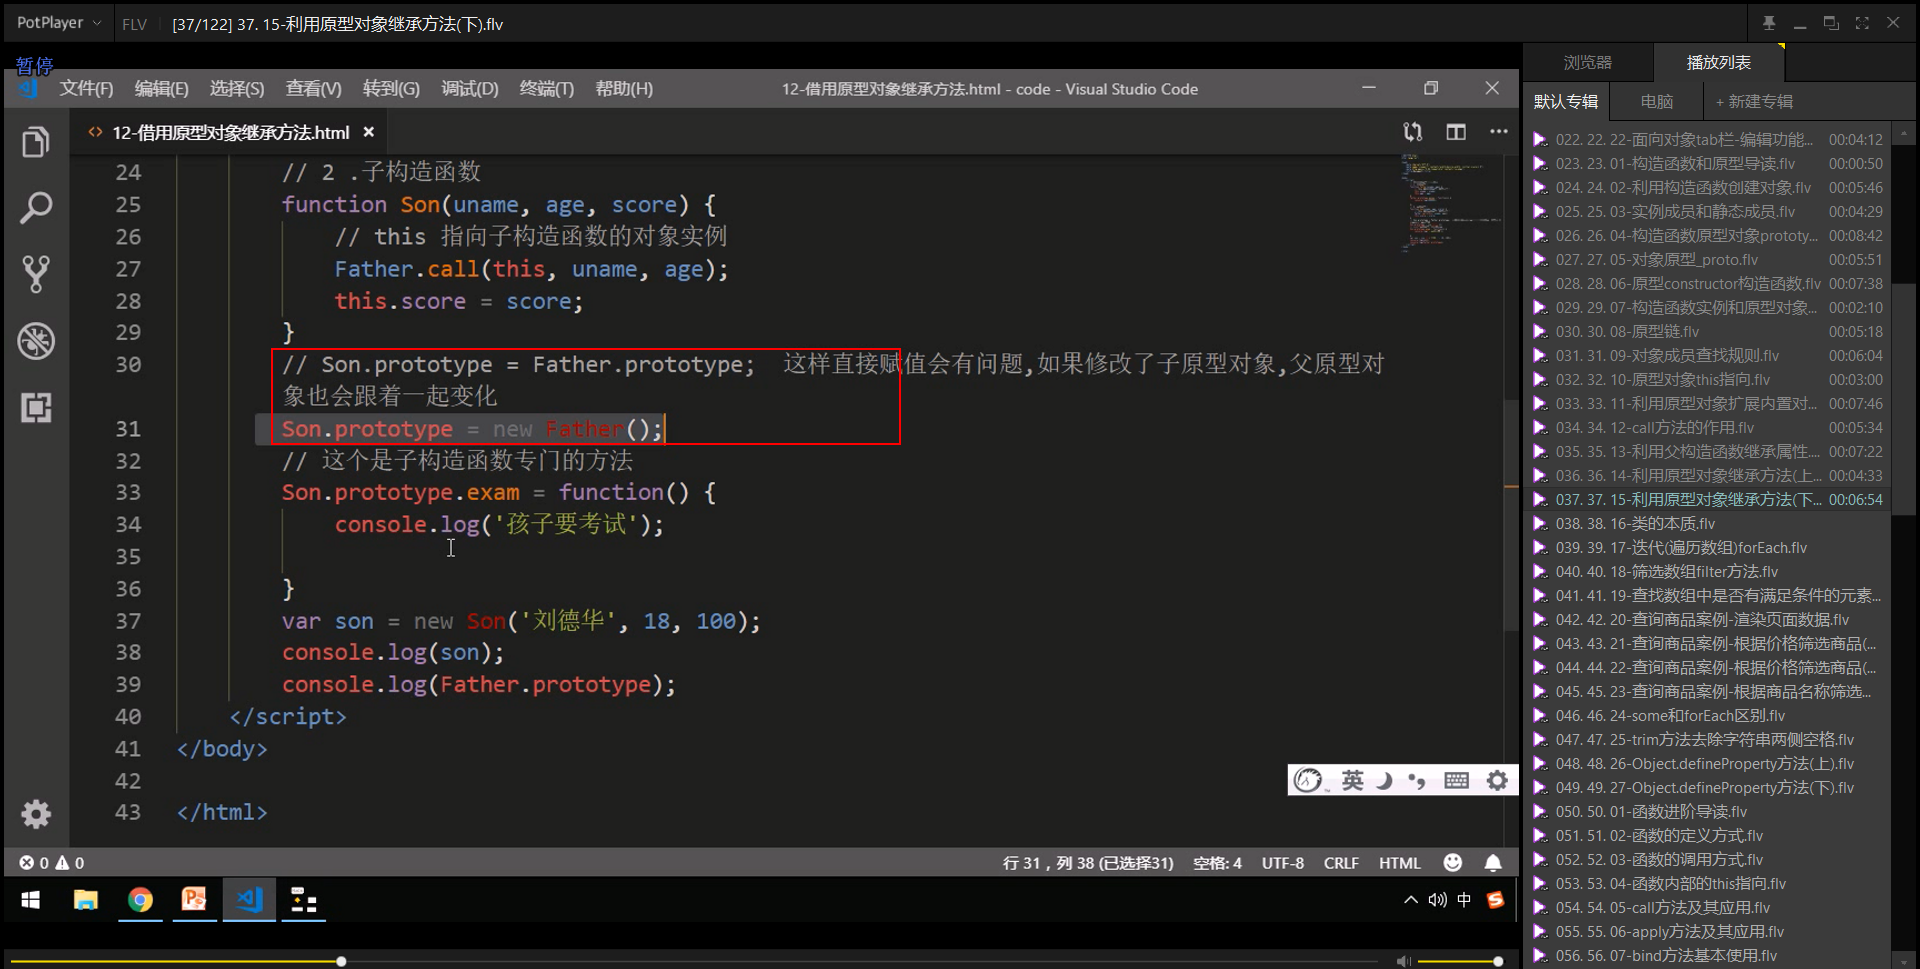 PotPlayer
FLV
[37/122] 37. 15-利用原型对象继承方法(下).flv
暂停
文件(F) 编辑(E) 选择(S) 查看(V) 转到(G) 调试(D) 终端(T) 帮助(H)
12-借用原型对象继承方法.html - code - Visual Studio Code
12-借用原型对象继承方法.html
24 // 2 .子构造函数
25 function Son(uname, age, score) {
26 // this 指向子构造函数的对象实例
27 Father.call(this, uname, age);
28 this.score = score;
29 }
30 // Son.prototype = Father.prototype; 这样直接赋值会有问题,如果修改了子原型对象,父原型对
象也会跟着一起变化
31 Son.prototype = new Father();
32 // 这个是子构造函数专门的方法
33 Son.prototype.exam = function() {
34 console.log('孩子要考试');
35
36 }
37 var son = new Son('刘德华', 18, 100);
38 console.log(son);
39 console.log(Father.prototype);
40 </script>
41 </body>
42
43 </html>
英
0 0
行 31，列 38 (已选择31) 空格: 4 UTF-8 CRLF HTML
中
浏览器 播放列表
默认专辑 电脑 + 新建专辑
022. 22. 22-面向对象tab栏-编辑功能... 00:04:12
023. 23. 01-构造函数和原型导读.flv 00:00:50
024. 24. 02-利用构造函数创建对象.flv 00:05:46
025. 25. 03-实例成员和静态成员.flv 00:04:29
026. 26. 04-构造函数原型对象prototy... 00:08:42
027. 27. 05-对象原型_proto.flv 00:05:51
028. 28. 06-原型constructor构造函数.flv 00:07:38
029. 29. 07-构造函数实例和原型对象... 00:02:10
030. 30. 08-原型链.flv 00:05:18
031. 31. 09-对象成员查找规则.flv 00:06:04
032. 32. 10-原型对象this指向.flv 00:03:00
033. 33. 11-利用原型对象扩展内置对... 00:07:46
034. 34. 12-call方法的作用.flv 00:05:34
035. 35. 13-利用父构造函数继承属性.... 00:07:22
036. 36. 14-利用原型对象继承方法(上... 00:04:33
037. 37. 15-利用原型对象继承方法(下... 00:06:54
038. 38. 16-类的本质.flv
039. 39. 17-迭代(遍历数组)forEach.flv
040. 40. 18-筛选数组filter方法.flv
041. 41. 19-查找数组中是否有满足条件的元素...
042. 42. 20-查询商品案例-渲染页面数据.flv
043. 43. 21-查询商品案例-根据价格筛选商品(...
044. 44. 22-查询商品案例-根据价格筛选商品(...
045. 45. 23-查询商品案例-根据商品名称筛选...
046. 46. 24-some和forEach区别.flv
047. 47. 25-trim方法去除字符串两侧空格.flv
048. 48. 26-Object.defineProperty方法(上).flv
049. 49. 27-Object.defineProperty方法(下).flv
050. 50. 01-函数进阶导读.flv
051. 51. 02-函数的定义方式.flv
052. 52. 03-函数的调用方式.flv
053. 53. 04-函数内部的this指向.flv
054. 54. 05-call方法及其应用.flv
055. 55. 06-apply方法及其应用.flv
056. 56. 07-bind方法基本使用.flv